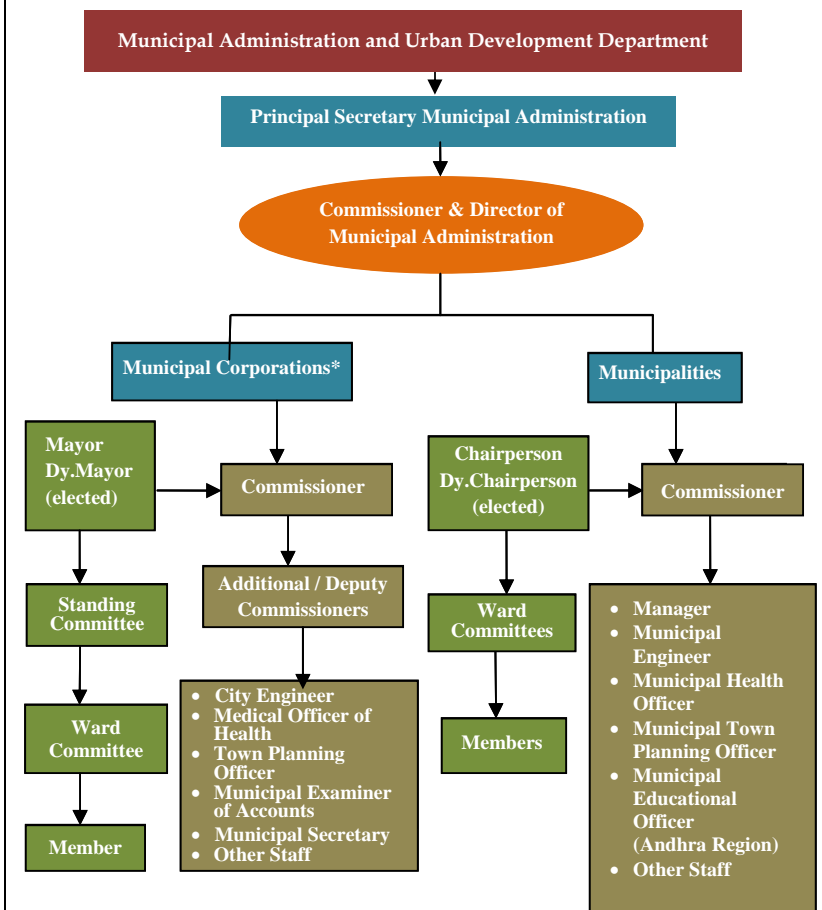 Municipal Administration and Urban Development Department
Principal Secretary Municipal Administration
Commissioner & Director of
Municipal Administration
Municipal Corporations*
Municipalities
Mayor
Dy.Mayor
(elected)
Commissioner
Chairperson
Dy.Chairperson
(elected)
Commissioner
Standing
Committee
Additional / Deputy
Commissioners
Ward
Committees
• Manager
• Municipal
Engineer
• Municipal Health
Officer
• Municipal Town
Planning Officer
• Municipal
Educational
Officer
(Andhra Region)
• Other Staff
Ward
Committee
• City Engineer
• Medical Officer of
Health
• Town Planning
Officer
• Municipal Examiner
of Accounts
• Municipal Secretary
• Other Staff
Members
Member